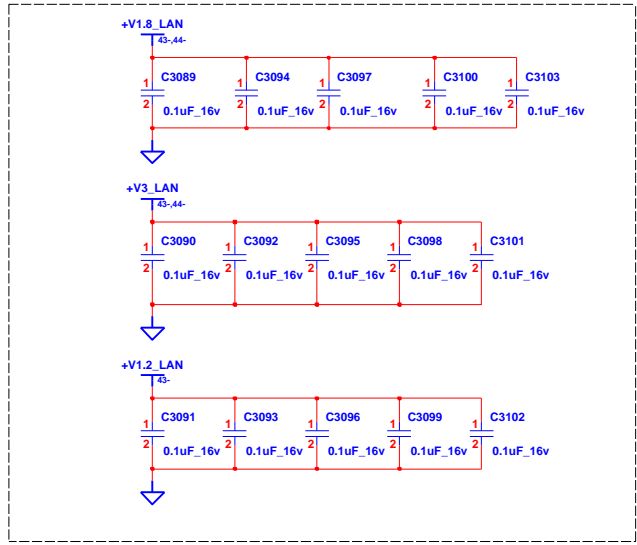 +V1.8_LAN
43-,44-
C3089 C3094 C3097 C3100 C3103
1 1 1 1 1
2 2 2 2 2
0.1uF_16v 0.1uF_16v 0.1uF_16v 0.1uF_16v 0.1uF_16v
+V3_LAN
43-,44-
C3090 C3092 C3095 C3098 C3101
1 1 1 1 1
2 2 2 2 2
0.1uF_16v 0.1uF_16v 0.1uF_16v 0.1uF_16v 0.1uF_16v
+V1.2_LAN
43-
C3091 C3093 C3096 C3099 C3102
1 1 1 1 1
2 2 2 2 2
0.1uF_16v 0.1uF_16v 0.1uF_16v 0.1uF_16v 0.1uF_16v